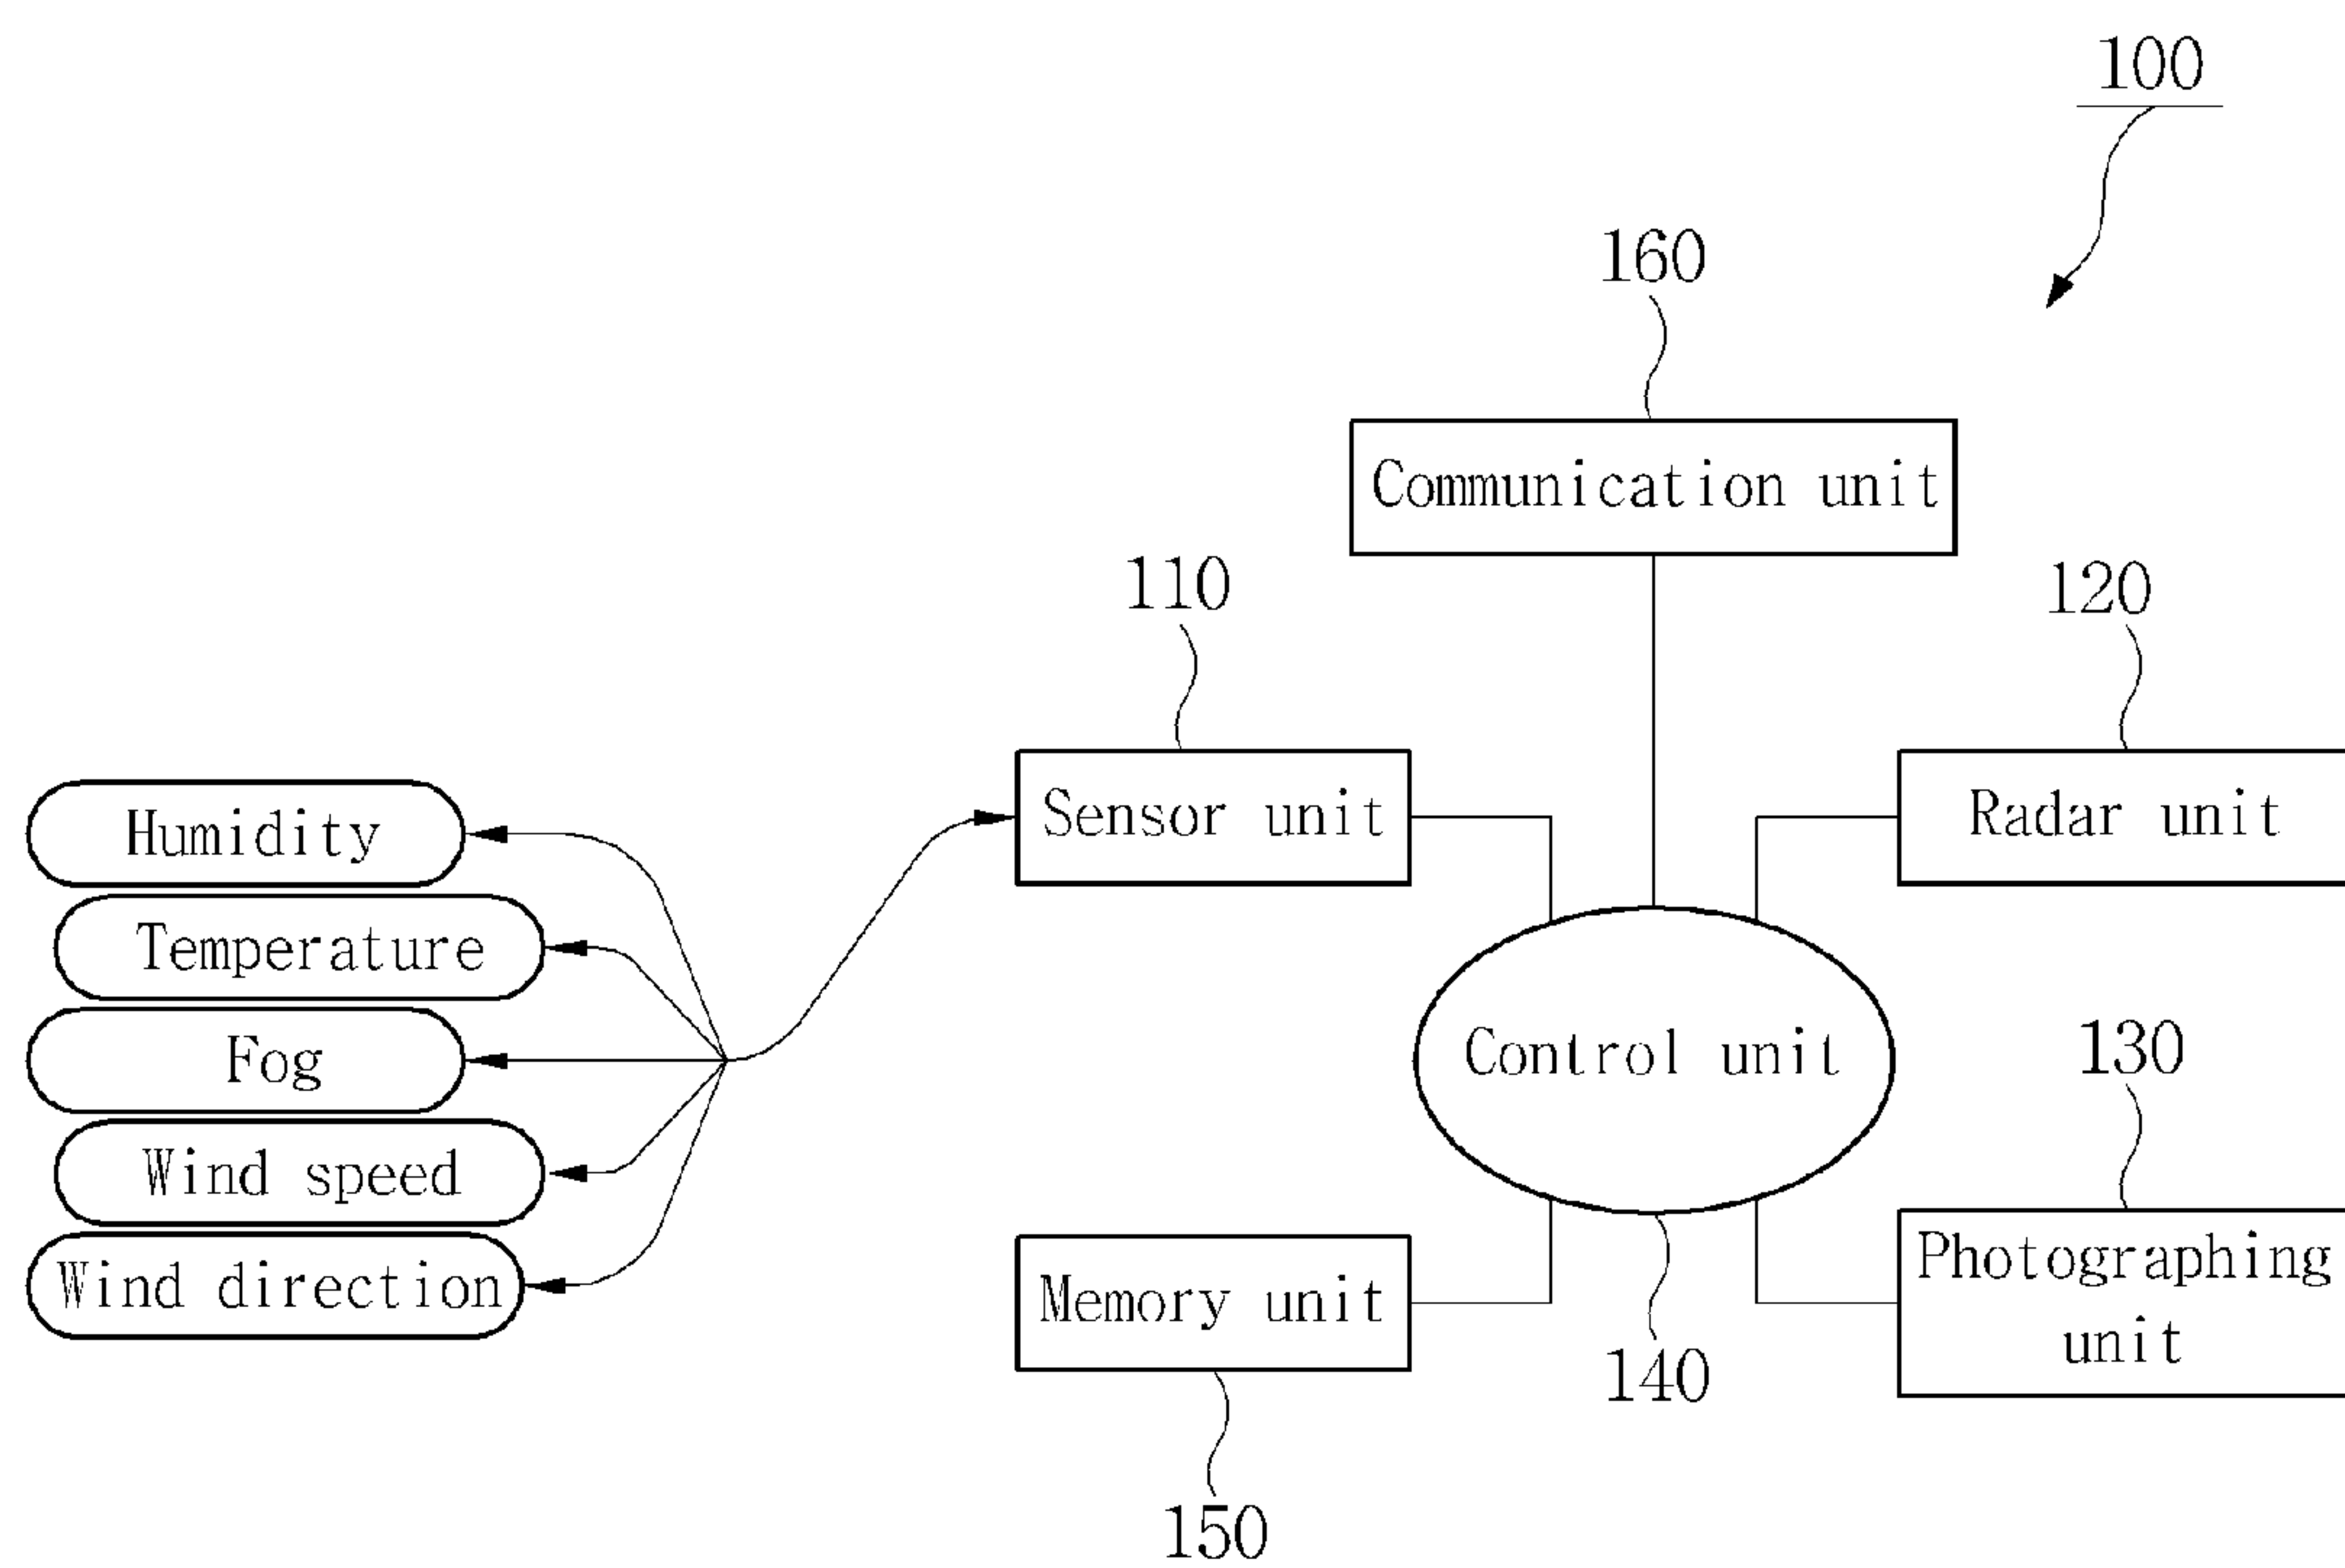 100
160
Communication unit
110
120
Sensor unit
Radar unit
Humidity
Temperature
Fog
Wind speed
Wind direction
Control unit
130
Photographing
unit
Memory unit
140
150